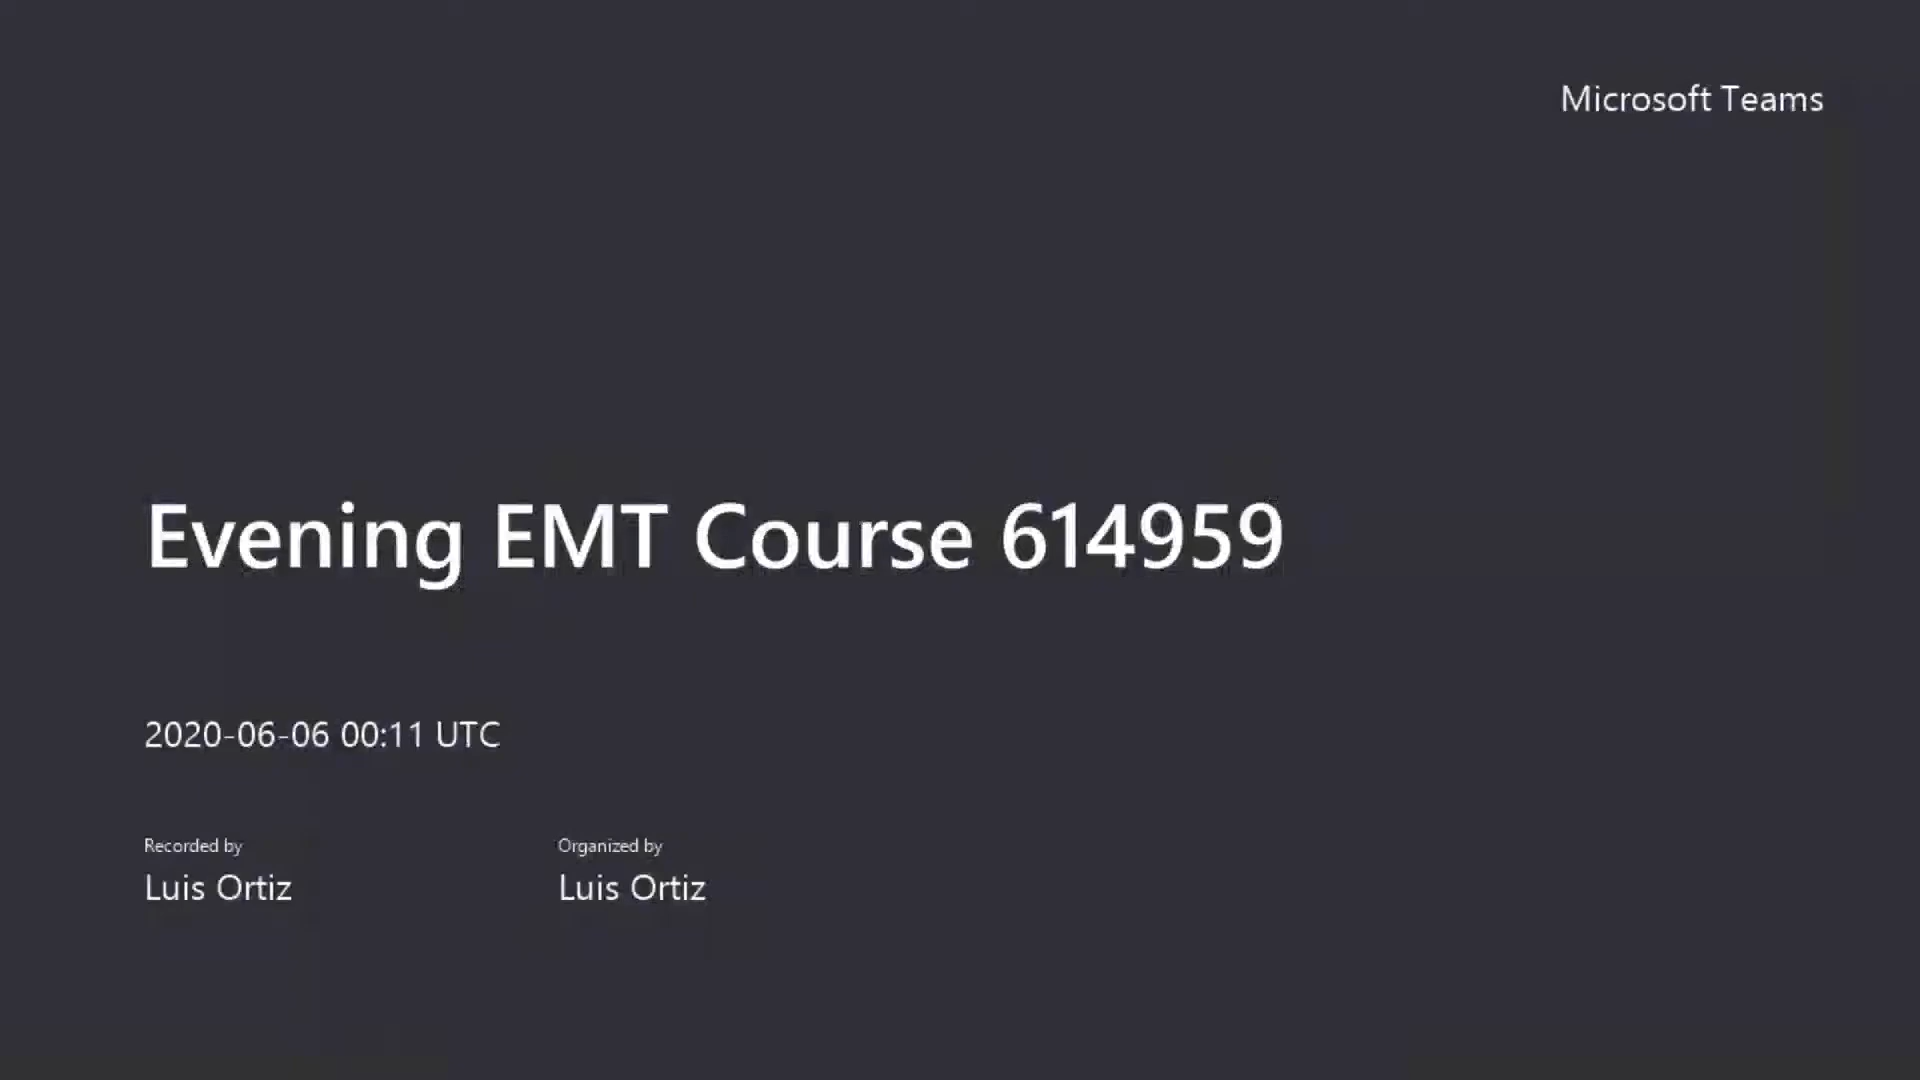 Microsoft Teams
Evening EMT Course 614959
2020-06-06 00:11 UTC
Recorded by
Luis Ortiz
Organized by
Luis Ortiz